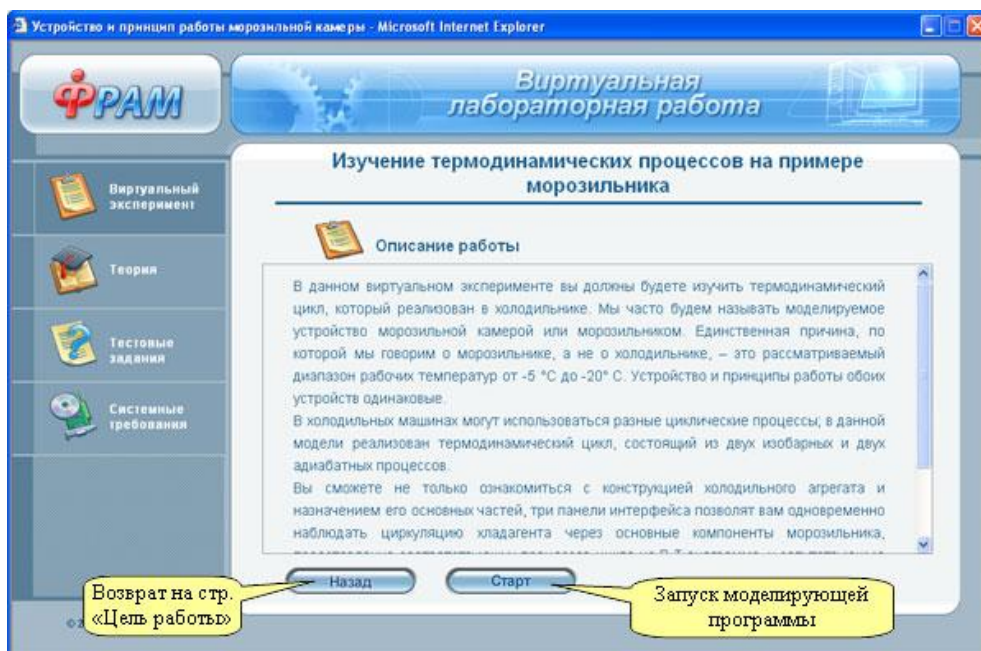 Устройство и принцип работы морозильной камеры - Microsoft Internet Explorer
ФРАМ
Виртуальная
лабораторная работа
Виртуальный
эксперимент
Теория
Тестовые
задания
Системные
требования
Изучение термодинамических процессов на примере
морозильника
Описание работы
В данном виртуальном эксперименте вы должны будете изучить термодинамический
цикл, который реализован в холодильнике. Мы часто будем называть моделируемое
устройство морозильной камерой или морозильником. Единственная причина, по
которой мы говорим о морозильнике, а не о холодильнике, – это рассматриваемый
диапазон рабочих температур от -5 °C до -20° C. Устройство и принципы работы обоих
устройств одинаковые.
В холодильных машинах могут использоваться разные циклические процессы; в данной
модели реализован термодинамический цикл, состоящий из двух изобарных и двух
адиабатных процессов.
Вы сможете не только ознакомиться с конструкцией холодильного агрегата и
назначением его основных частей, три панели интерфейса позволят вам одновременно
наблюдать циркуляцию хладагента через основные компоненты морозильника,
Назад
Старт
Возврат на стр.
«Цель работы»
Запуск моделирующей
программы
©